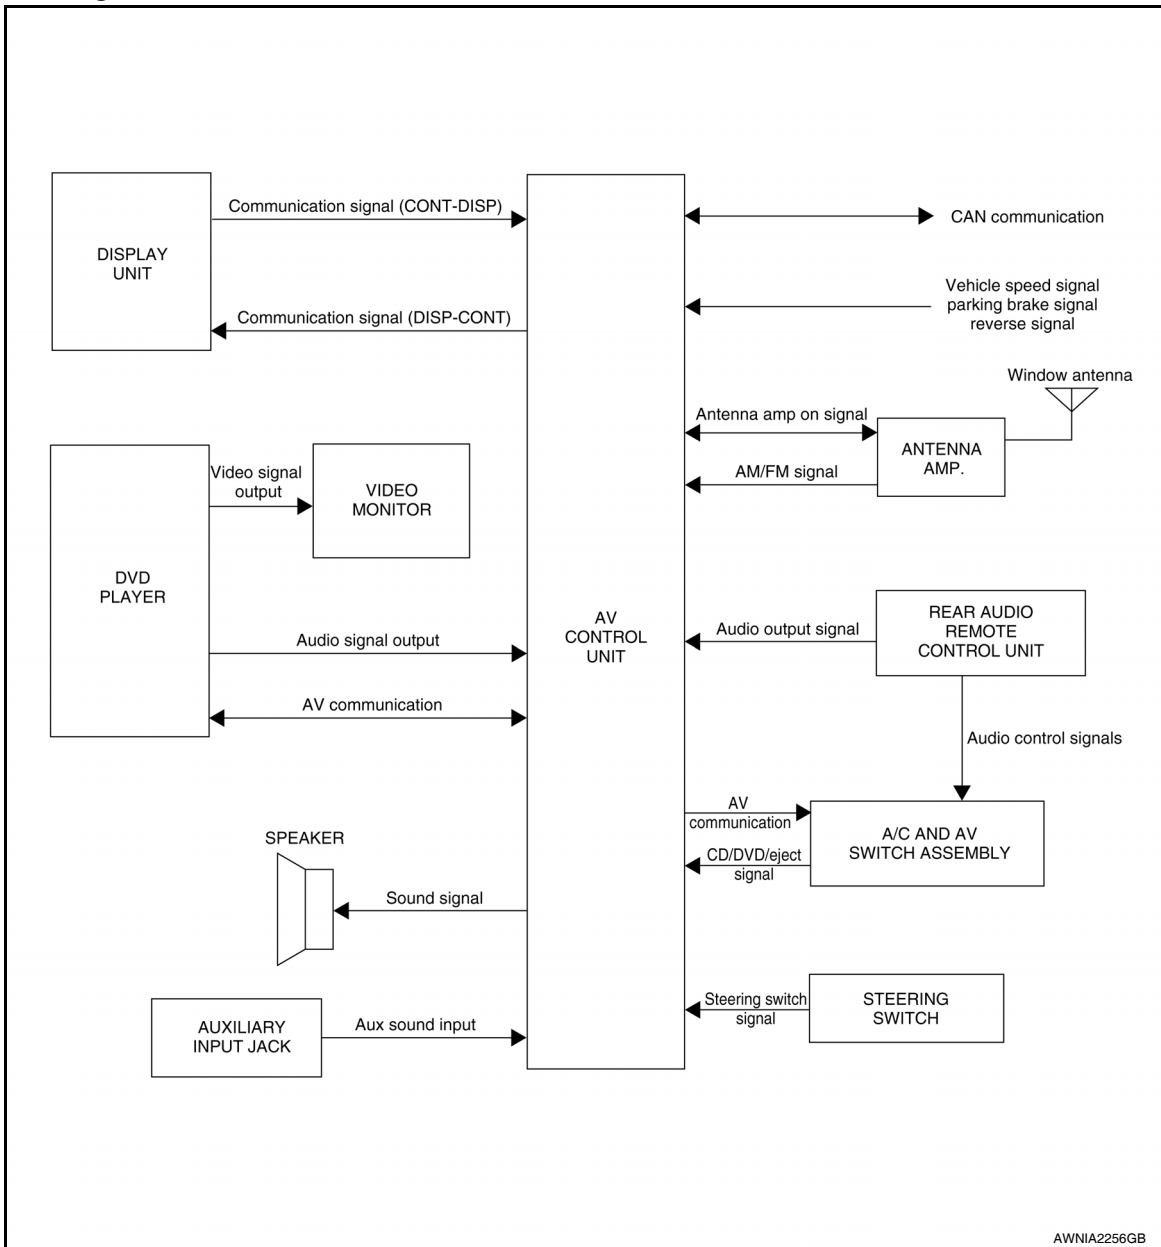 Communication signal (CONT-DISP)
DISPLAY
UNIT
Communication signal (DISP-CONT)
CAN communication
Vehicle speed signal
parking brake signal
reverse signal
Window antenna
Antenna amp on signal
ANTENNA
AMP.
AM/FM signal
Video signal
output
VIDEO
MONITOR
DVD
PLAYER
Audio signal output
AV communication
AV
CONTROL
UNIT
Audio output signal
REAR AUDIO
REMOTE
CONTROL UNIT
Audio control signals
AV
communication
A/C AND AV
SWITCH ASSEMBLY
CD/DVD/eject
signal
SPEAKER
Sound signal
AUXILIARY
INPUT JACK
Aux sound input
Steering switch
signal
STEERING
SWITCH
AWNIA2256GB